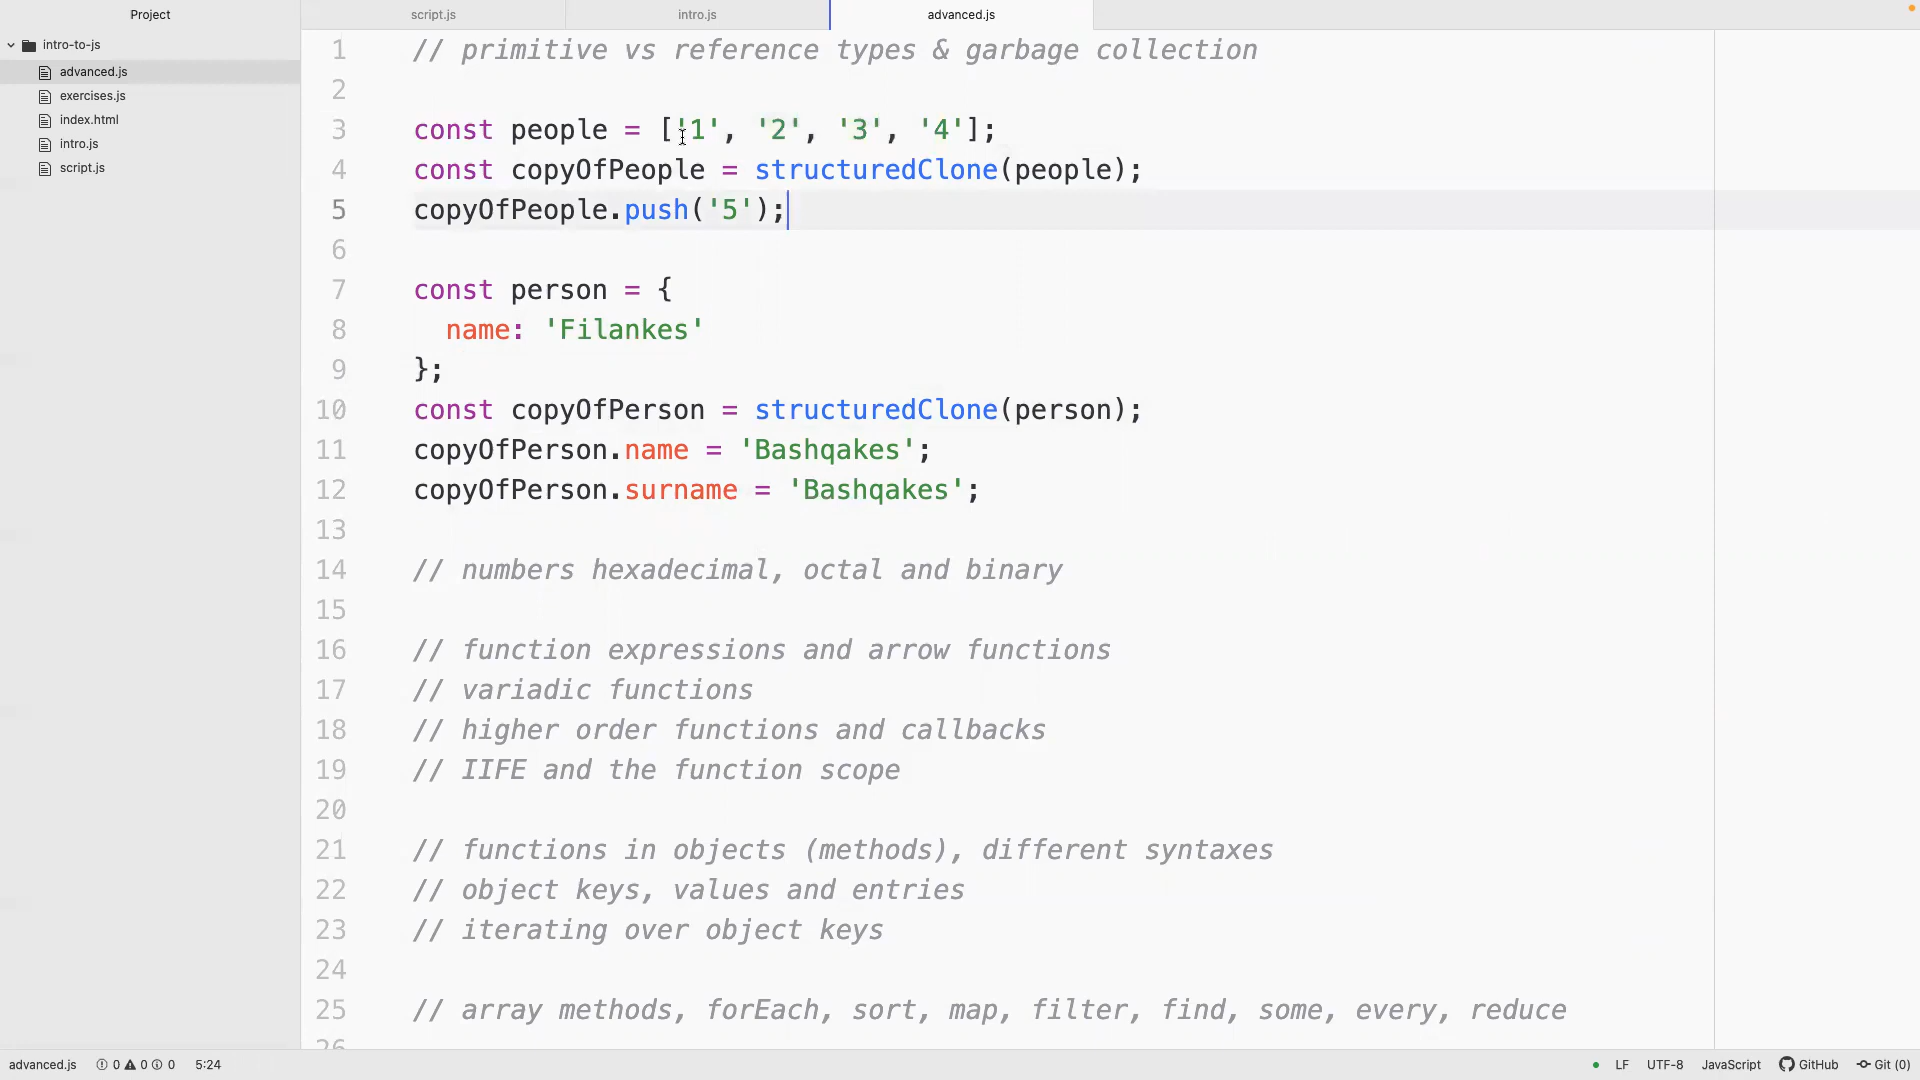 Project
script.js
intro.js
advanced.js
intro-to-js
advanced.js
exercises.js
index.html
intro.js
script.js
1 // primitive vs reference types & garbage collection
2
3 const people = ['1', '2', '3', '4'];
4 const copyOfPeople = structuredClone(people);
5 copyOfPeople.push('5');
6
7 const person = {
8 name: 'Filankes'
9 };
10 const copyOfPerson = structuredClone(person);
11 copyOfPerson.name = 'Bashqakes';
12 copyOfPerson.surname = 'Bashqakes';
13
14 // numbers hexadecimal, octal and binary
15
16 // function expressions and arrow functions
17 // variadic functions
18 // higher order functions and callbacks
19 // IIFE and the function scope
20
21 // functions in objects (methods), different syntaxes
22 // object keys, values and entries
23 // iterating over object keys
24
25 // array methods, forEach, sort, map, filter, find, some, every, reduce
26
advanced.js 0 0 0 5:24 LF UTF-8 JavaScript GitHub Git (0)